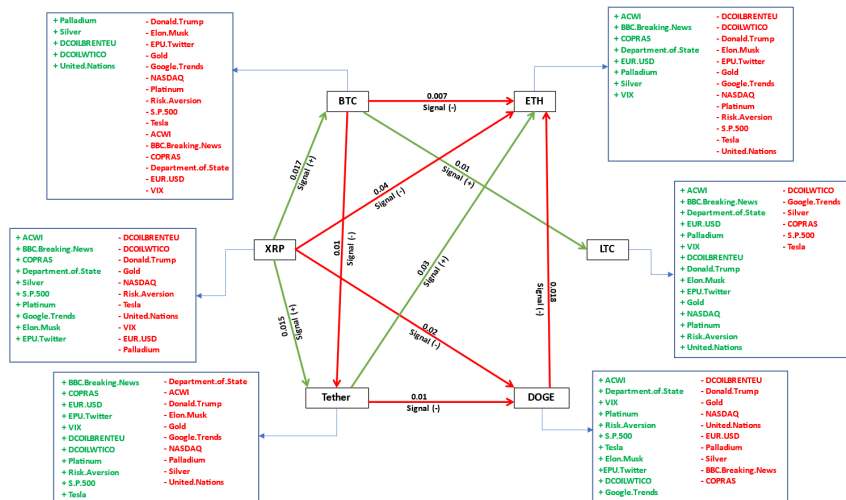 + Palladium
+ Silver
+ DCOILBRENTEU
+ DCOILWTICO
+ United.Nations
- Donald.Trump
- Elon.Musk
- EPU.Twitter
- Gold
- Google.Trends
- NASDAQ
- Platinum
- Risk.Aversion
- S.P.500
- Tesla
- ACWI
- BBC.Breaking.News
- COPRAS
- Department.of.State
- EUR.USD
- VIX
+ ACWI
+ BBC.Breaking.News
+ COPRAS
+ Department.of.State
+ EUR.USD
+ Palladium
+ Silver
+ VIX
- DCOILBRENTEU
- DCOILWTICO
- Donald.Trump
- Elon.Musk
- EPU.Twitter
- Gold
- Google.Trends
- NASDAQ
- Platinum
- Risk.Aversion
- S.P.500
- Tesla
- United.Nations
BTC
0.007
Signal (-)
ETH
0.017
Signal (+)
0.04
Signal (-)
0.01
Signal (+)
0.01
Signal (-)
0.03
Signal (+)
0.018
Signal (-)
XRP
LTC
0.015
Signal (+)
0.02
Signal (-)
+ ACWI
+ BBC.Breaking.News
+ COPRAS
+ Department.of.State
+ Silver
+ S.P.500
+ Platinum
+ Google.Trends
+ Elon.Musk
+ EPU.Twitter
- DCOILBRENTEU
- DCOILWTICO
- Donald.Trump
- Gold
- NASDAQ
- Risk.Aversion
- Tesla
- United.Nations
- VIX
- EUR.USD
- Palladium
+ ACWI
+ BBC.Breaking.News
+ Department.of.State
+ EUR.USD
+ Palladium
+ VIX
+ DCOILBRENTEU
+ Donald.Trump
+ Elon.Musk
+ EPU.Twitter
+ Gold
+ NASDAQ
+ Platinum
+ Risk.Aversion
+ United.Nations
- DCOILWTICO
- Google.Trends
- Silver
- COPRAS
- S.P.500
- Tesla
Tether
0.01
Signal (-)
DOGE
+ BBC.Breaking.News
+ COPRAS
+ EUR.USD
+ EPU.Twitter
+ VIX
+ DCOILBRENTEU
+ DCOILWTICO
+ Platinum
+ Risk.Aversion
+ S.P.500
+ Tesla
- Department.of.State
- ACWI
- Donald.Trump
- Elon.Musk
- Gold
- Google.Trends
- NASDAQ
- Palladium
- Silver
- United.Nations
+ ACWI
+ Department.of.State
+ VIX
+ Platinum
+ Risk.Aversion
+ S.P.500
+ Tesla
+ Elon.Musk
+EPU.Twitter
+ DCOILWTICO
+ Google.Trends
- DCOILBRENTEU
- Donald.Trump
- Gold
- NASDAQ
- United.Nations
- EUR.USD
- Palladium
- Silver
- BBC.Breaking.News
- COPRAS